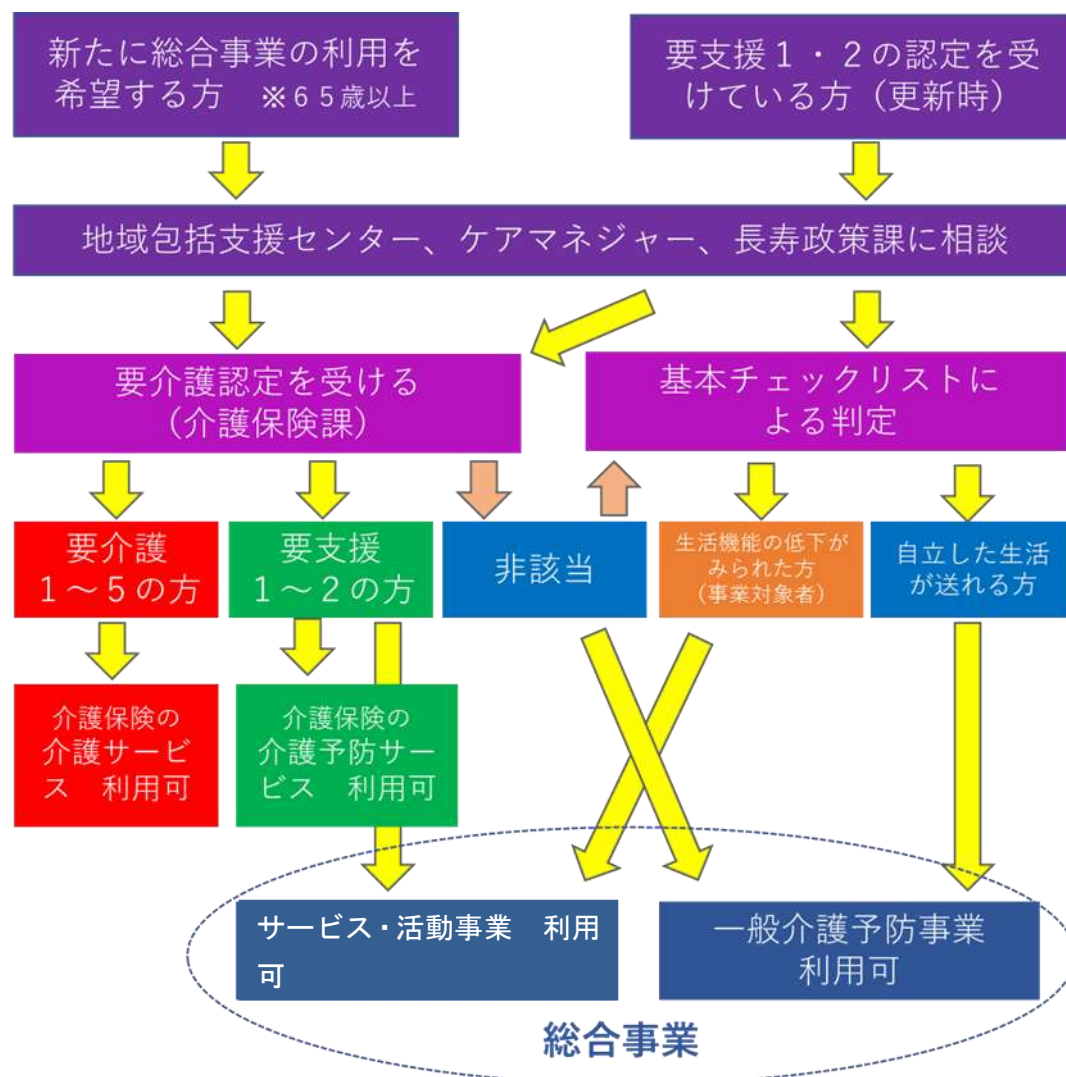 新たに総合事業の利用を
希望する方　※６５歳以上
要支援１・２の認定を受
けている方（更新時）
地域包括支援センター、ケアマネジャー、長寿政策課に相談
要介護認定を受ける
（介護保険課）
基本チェックリストに
よる判定
要介護
１～５の方
要支援
１～２の方
非該当
生活機能の低下が
みられた方
（事業対象者）
自立した生活
が送れる方
介護保険の
介護サービ
ス　利用可
介護保険の
介護予防サー
ビス　利用可
サービス・活動事業　利用
可
一般介護予防事業
利用可
総合事業